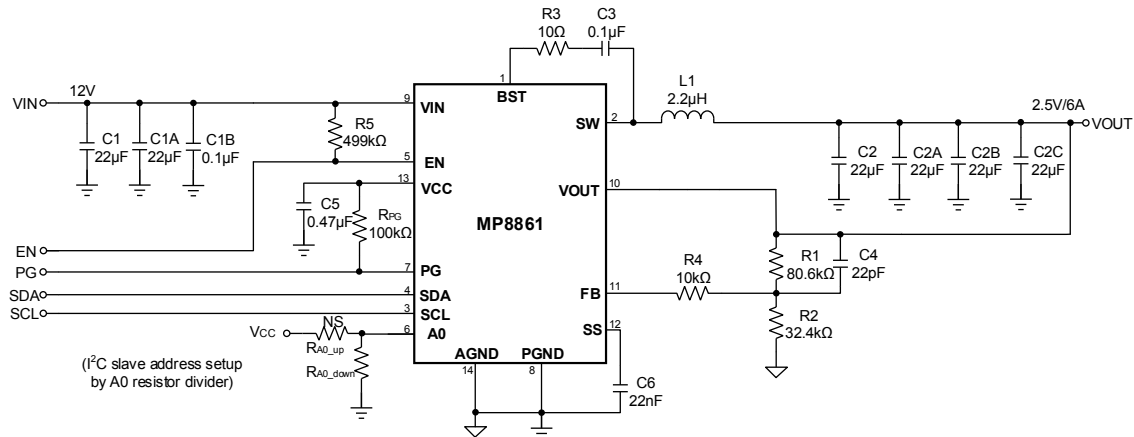 R3
10Ω
C3
0.1μF
1
BST
L1
2.2μH
12V
VIN
9
VIN
SW
2
2.5V/6A
VOUT
C1
22μF
C1A
22μF
C1B
0.1μF
R5
499kΩ
5
EN
C2
22μF
C2A
22μF
C2B
22μF
C2C
22μF
13
VCC
VOUT
10
C5
0.47μF
RPG
100kΩ
MP8861
EN
PG
7
PG
R1
80.6kΩ
C4
22pF
R4
10kΩ
SDA
4
SDA
FB
11
SCL
3
SCL
R2
32.4kΩ
VCC
NS
6
A0
SS
12
RA0_up
RA0_down
(I²C slave address setup
by A0 resistor divider)
AGND
14
PGND
8
C6
22nF